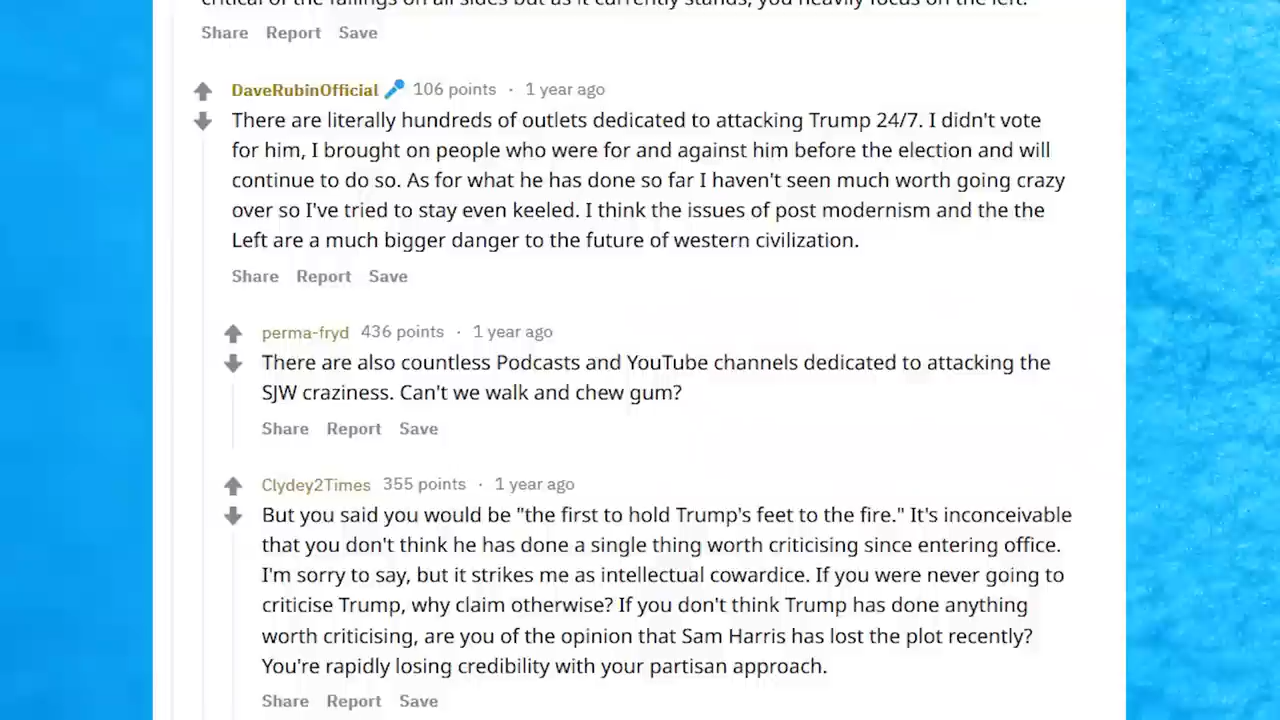 critical of the failings on all sides but as it currently stands, you heavily focus on the left.
Share Report Save
DaveRubinOfficial 106 points · 1 year ago
There are literally hundreds of outlets dedicated to attacking Trump 24/7. I didn't vote
for him, I brought on people who were for and against him before the election and will
continue to do so. As for what he has done so far I haven't seen much worth going crazy
over so I've tried to stay even keeled. I think the issues of post modernism and the the
Left are a much bigger danger to the future of western civilization.
Share Report Save
perma-fryd 436 points · 1 year ago
There are also countless Podcasts and YouTube channels dedicated to attacking the
SJW craziness. Can't we walk and chew gum?
Share Report Save
Clydey2Times 355 points · 1 year ago
But you said you would be "the first to hold Trump's feet to the fire." It's inconceivable
that you don't think he has done a single thing worth criticising since entering office.
I'm sorry to say, but it strikes me as intellectual cowardice. If you were never going to
criticise Trump, why claim otherwise? If you don't think Trump has done anything
worth criticising, are you of the opinion that Sam Harris has lost the plot recently?
You're rapidly losing credibility with your partisan approach.
Share Report Save